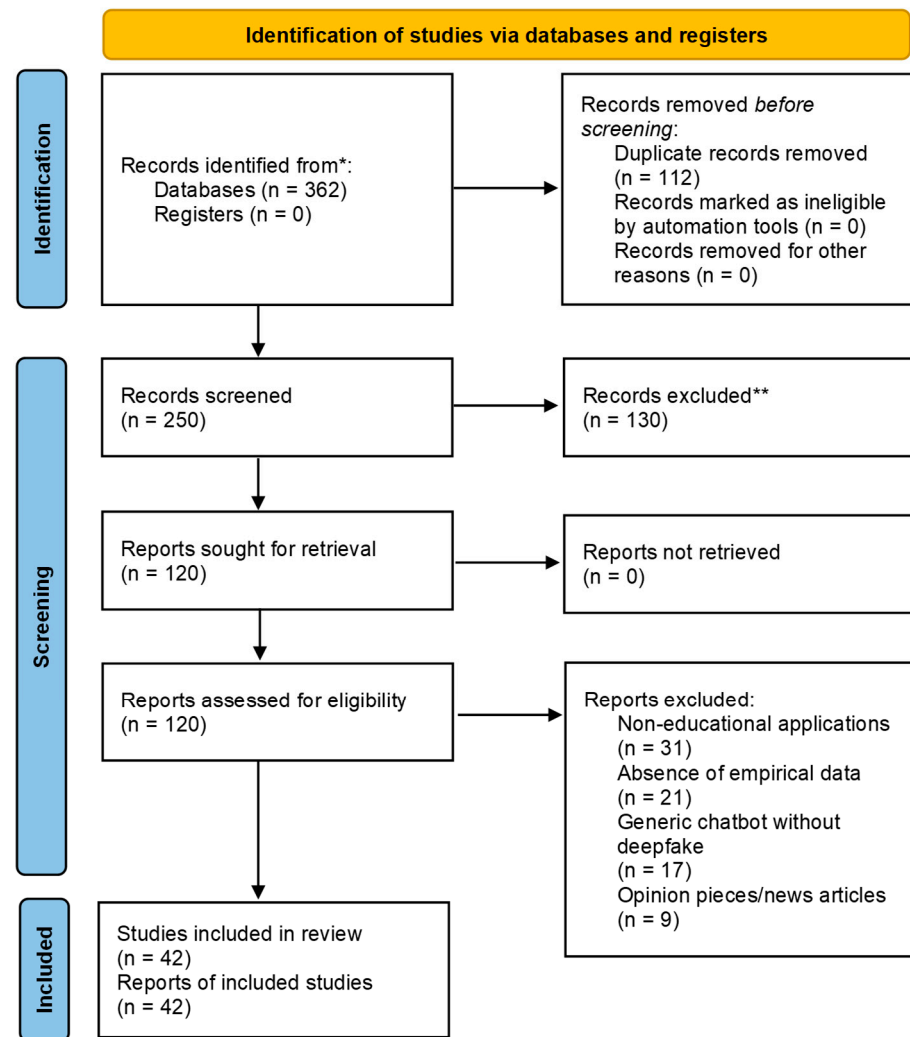 Identification of studies via databases and registers
Identification
Records identified from*:
Databases (n = 362)
Registers (n = 0)
Records removed before
screening:
Duplicate records removed
(n = 112)
Records marked as ineligible
by automation tools (n = 0)
Records removed for other
reasons (n = 0)
Screening
Records screened
(n = 250)
Records excluded**
(n = 130)
Reports sought for retrieval
(n = 120)
Reports not retrieved
(n = 0)
Reports assessed for eligibility
(n = 120)
Reports excluded:
Non-educational applications
(n = 31)
Absence of empirical data
(n = 21)
Generic chatbot without
deepfake
(n = 17)
Opinion pieces/news articles
(n = 9)
Included
Studies included in review
(n = 42)
Reports of included studies
(n = 42)